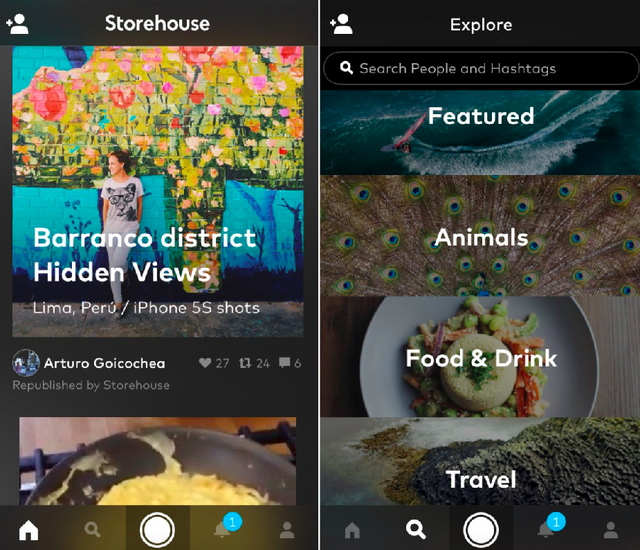 Storehouse
Barranco district
Hidden Views
Lima, Perú / iPhone 5S shots
Arturo Goicochea
27
24
6
Republished by Storehouse
1
Explore
Search People and Hashtags
Featured
Animals
Food & Drink
Travel
1